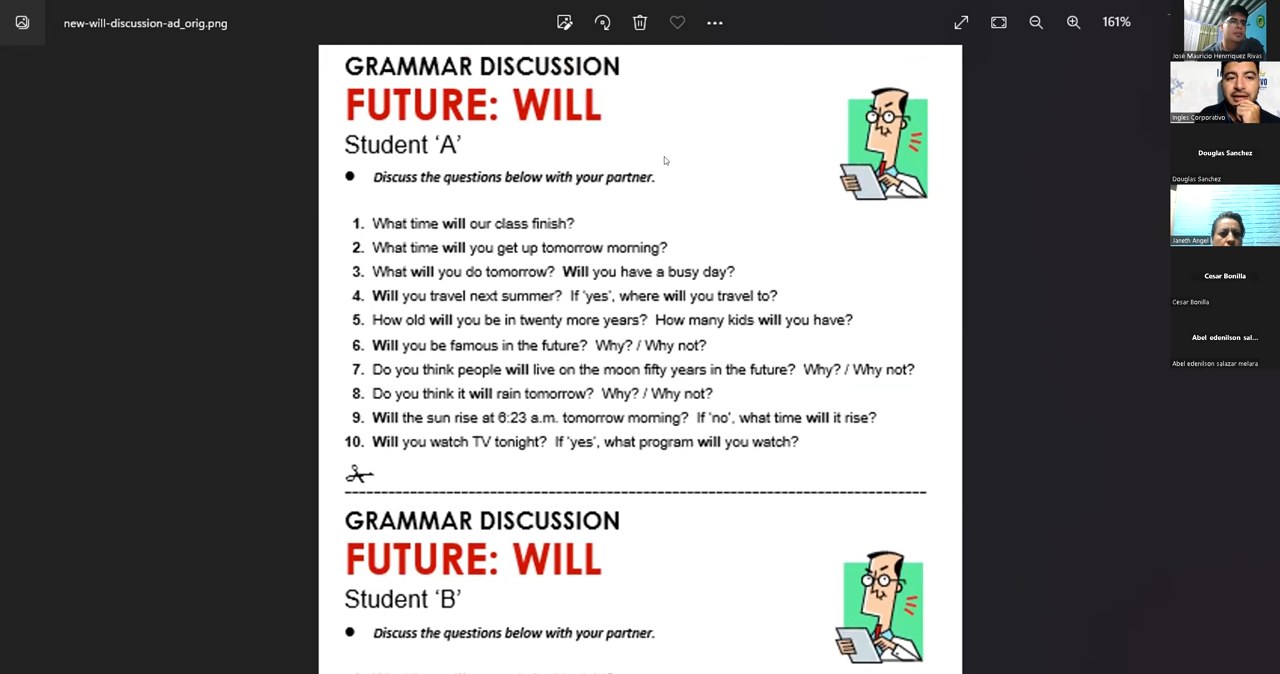 new-will-discussion-ad_orig.png
161%
GRAMMAR DISCUSSION
FUTURE: WILL
Student ‘A’
● Discuss the questions below with your partner.
1. What time will our class finish?
2. What time will you get up tomorrow morning?
3. What will you do tomorrow? Will you have a busy day?
4. Will you travel next summer? If ‘yes’, where will you travel to?
5. How old will you be in twenty more years? How many kids will you have?
6. Will you be famous in the future? Why? / Why not?
7. Do you think people will live on the moon fifty years in the future? Why? / Why not?
8. Do you think it will rain tomorrow? Why? / Why not?
9. Will the sun rise at 6:23 a.m. tomorrow morning? If ‘no’, what time will it rise?
10. Will you watch TV tonight? If ‘yes’, what program will you watch?
GRAMMAR DISCUSSION
FUTURE: WILL
Student ‘B’
● Discuss the questions below with your partner.
José Mauricio Henrriquez Rivas
Ingles Corporativo
Douglas Sanchez
Douglas Sanchez
Janeth Angel
Cesar Bonilla
Cesar Bonilla
Abel edenilson sal...
Abel edenilson salazar melara